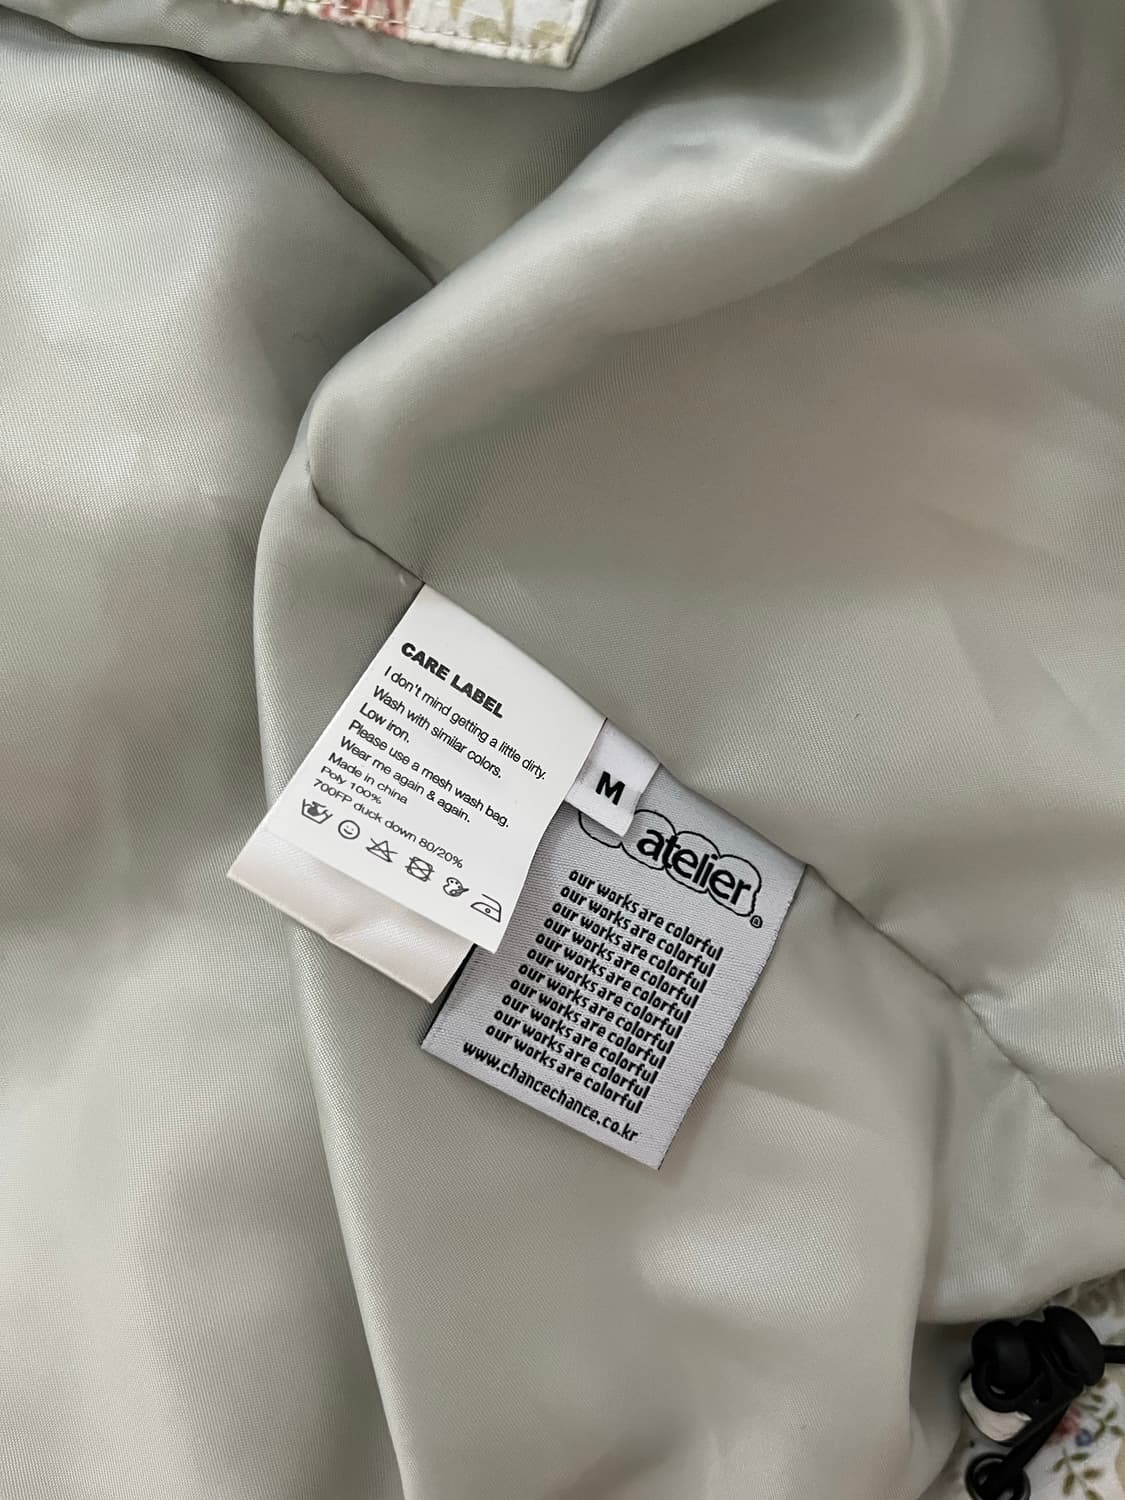 CARE LABEL
I don't mind getting a little dirty.
Wash with similar colors.
Low iron.
Please use a mesh wash bag.
Wear me again & again.
Made in china
Poly 100%
700FP duck down 80/20%
M
atelier®
our works are colorful
our works are colorful
our works are colorful
our works are colorful
our works are colorful
our works are colorful
our works are colorful
our works are colorful
our works are colorful
our works are colorful
our works are colorful
www.chancechance.co.kr